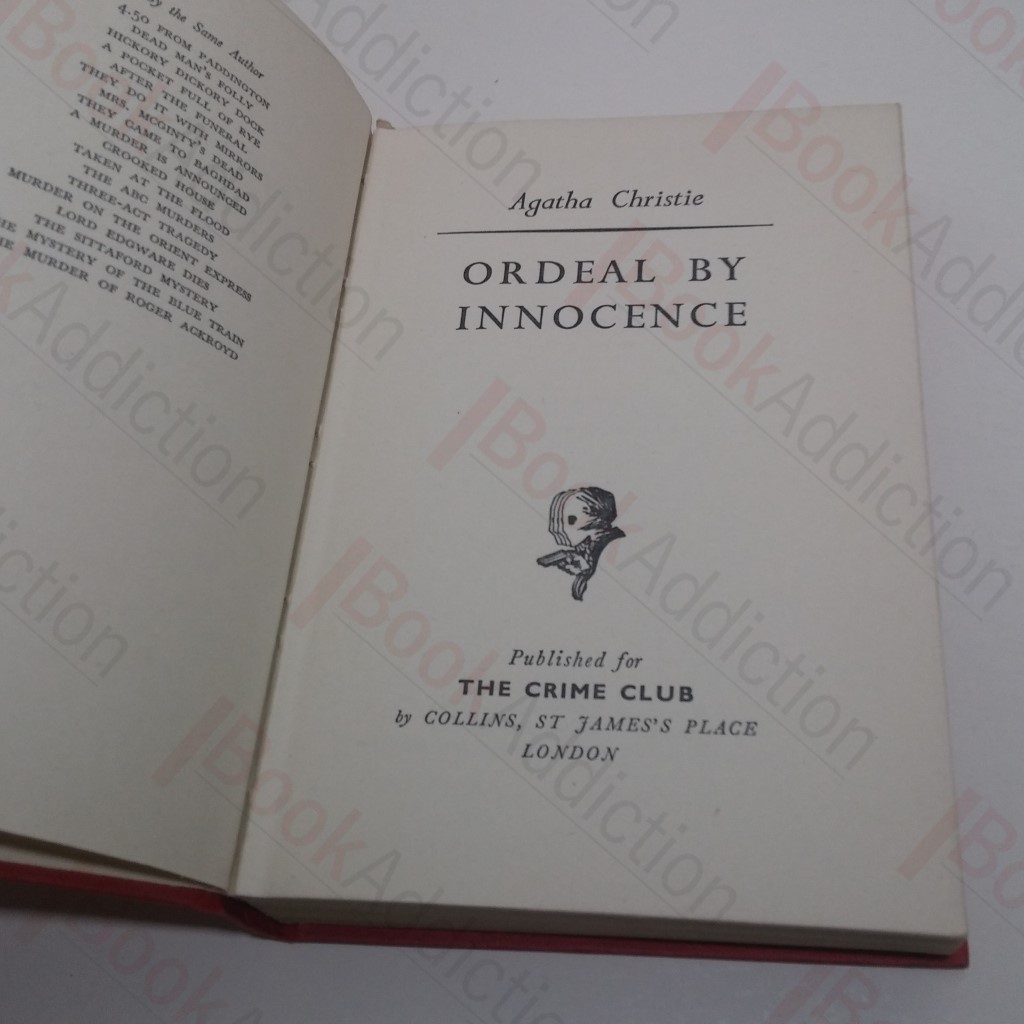 by the Same Author
4-50 FROM PADDINGTON
DEAD MAN'S FOLLY
HICKORY DICKORY DOCK
A POCKET FULL OF RYE
AFTER THE FUNERAL
THEY DO IT WITH MIRRORS
MRS. MCGINTY'S DEAD
THEY CAME TO BAGHDAD
A MURDER IS ANNOUNCED
CROOKED HOUSE
TAKEN AT THE FLOOD
THE ABC MURDERS
THREE-ACT TRAGEDY
MURDER ON THE ORIENT EXPRESS
LORD EDGWARE DIES
THE SITTAFORD MYSTERY
MYSTERY OF THE BLUE TRAIN
MURDER OF ROGER ACKROYD
Agatha Christie
ORDEAL BY
INNOCENCE
Published for
THE CRIME CLUB
by COLLINS, ST JAMES'S PLACE
LONDON
BookAddiction